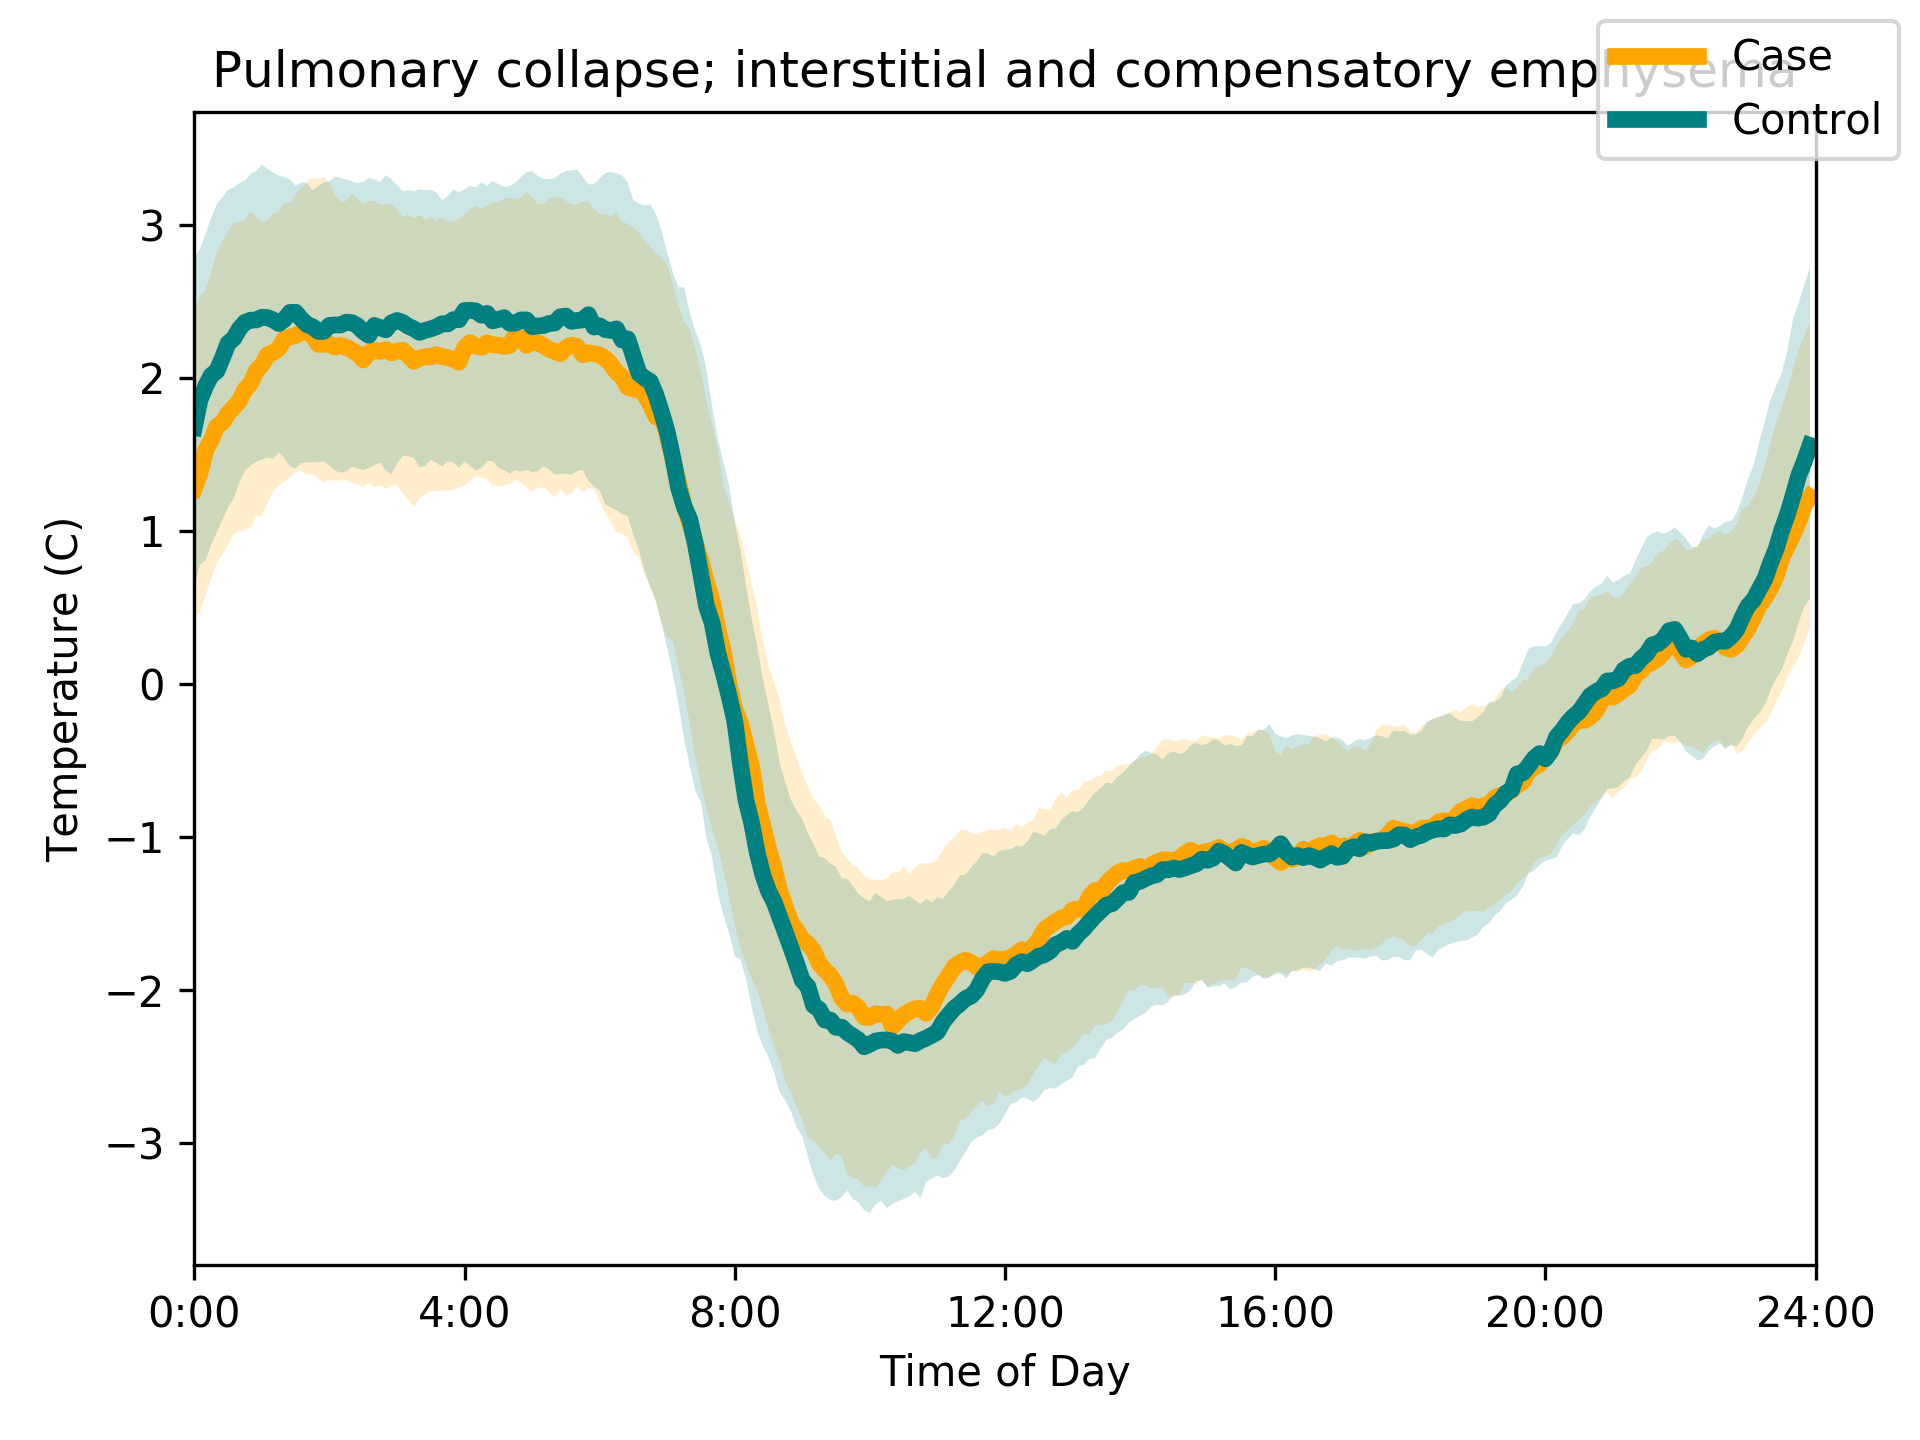 Pulmonary collapse; interstitial and compensatory emphysema
Case
Control
3
2
1
0
−1
−2
−3
Temperature (C)
0:00 4:00 8:00 12:00 16:00 20:00 24:00
Time of Day